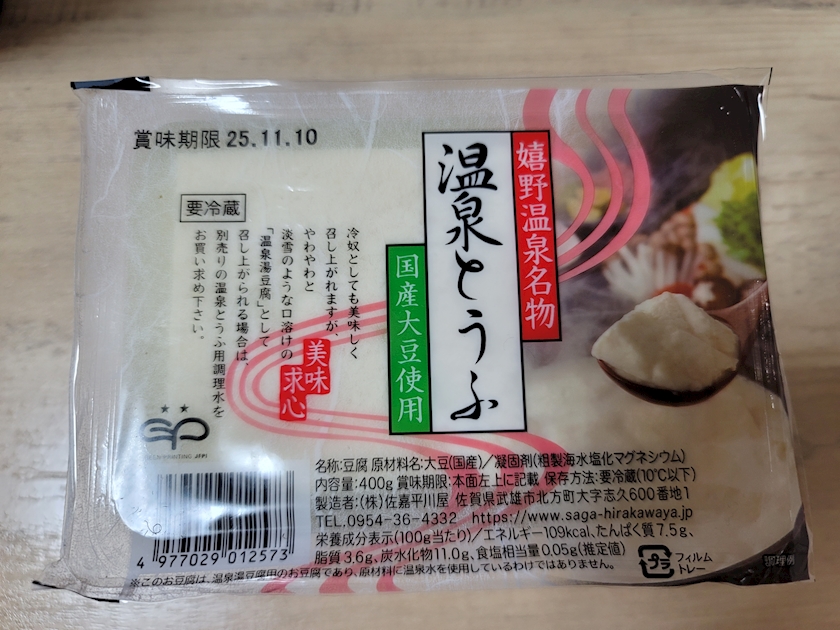 賞味期限 25.11.10
要冷蔵
嬉野温泉名物
温泉とうふ
国産大豆使用
冷奴としても美味しく
召し上がれますが、
やわやわと
淡雪のような口溶けの
「温泉湯豆腐」として
召し上がられる場合は、
別売りの温泉とうふ用調理水を
お買い求め下さい。
美味
求心
名称:豆腐 原材料名:大豆(国産)/凝固剤(粗製海水塩化マグネシウム)
内容量:400g 賞味期限:本面左上に記載 保存方法:要冷蔵(10℃以下)
製造者:(株)佐嘉平川屋 佐賀県武雄市北方町大字志久600番地1
TEL.0954-36-4332 https://www.saga-hirakawaya.jp
栄養成分表示(100g当たり)/エネルギー109kcal、たんぱく質7.5g、
脂質3.6g、炭水化物11.0g、食塩相当量0.05g(推定値)
プラ
フィルム
トレー
調理例
4 977029 012573
※このお豆腐は、温泉湯豆腐用のお豆腐であり、原材料に温泉水を使用しているわけではありません。